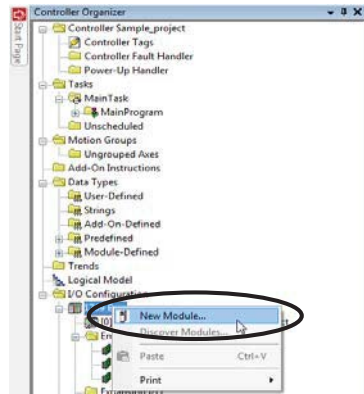 Controller Organizer
Start Page
Controller Sample_project
Controller Tags
Controller Fault Handler
Power-Up Handler
Tasks
MainTask
MainProgram
Unscheduled
Motion Groups
Ungrouped Axes
Add-On Instructions
Data Types
User-Defined
Strings
Add-On-Defined
Predefined
Module-Defined
Trends
Logical Model
I/O Configuration
New Module...
Discover Modules...
Paste Ctrl+V
Print